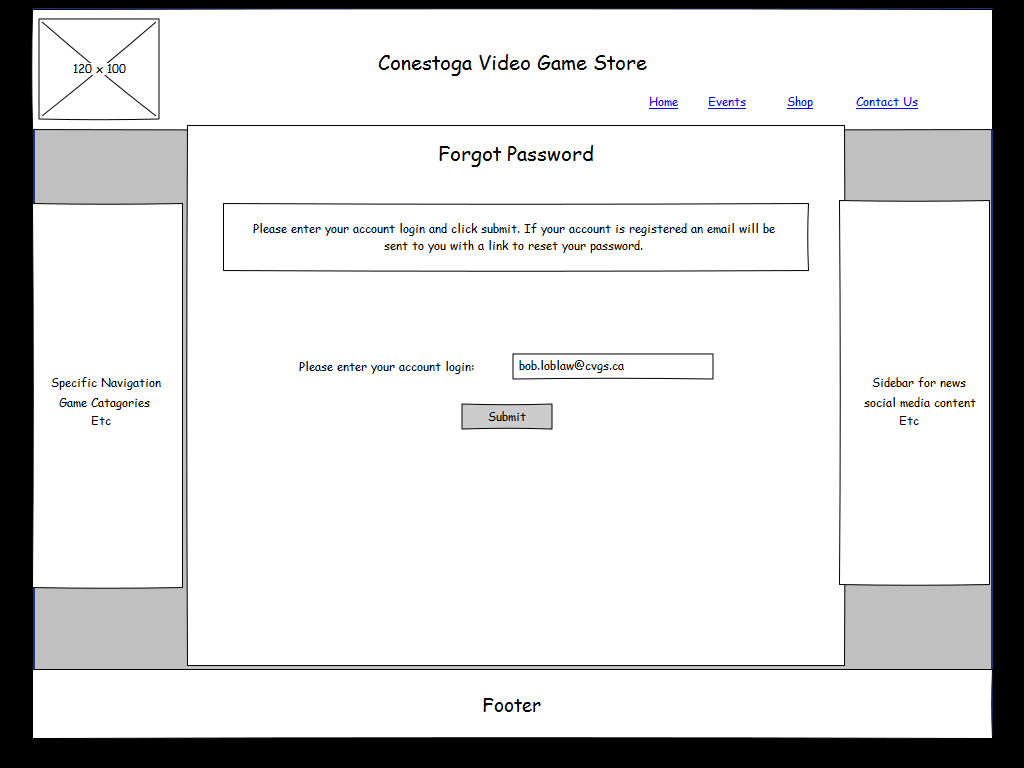 120 x 100
Conestoga Video Game Store
Home Events Shop Contact Us
Forgot Password
Please enter your account login and click submit. If your account is registered an email will be
sent to you with a link to reset your password.
Please enter your account login: bob.loblaw@cvgs.ca
Submit
Specific Navigation
Game Catagories
Etc
Sidebar for news
social media content
Etc
Footer